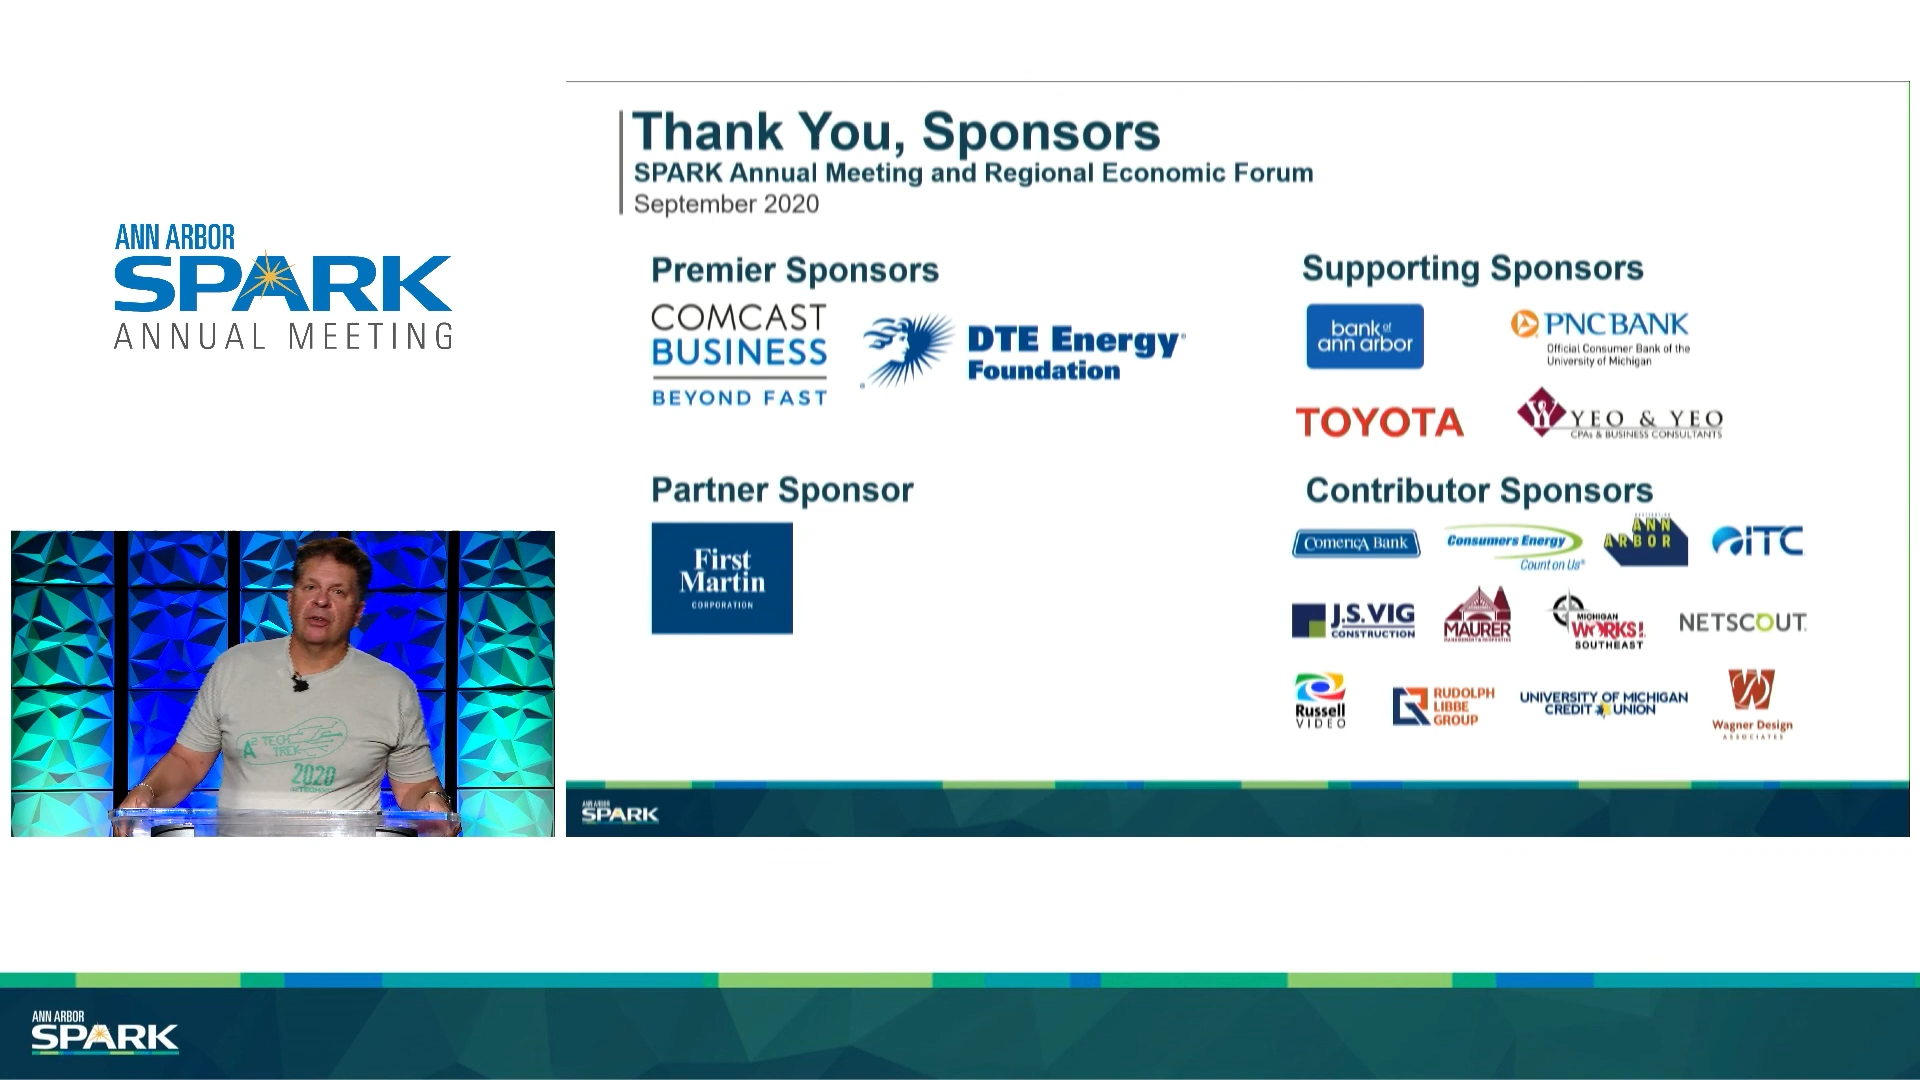 ANN ARBOR
SPARK
ANNUAL MEETING
Thank You, Sponsors
SPARK Annual Meeting and Regional Economic Forum
September 2020
Premier Sponsors
COMCAST
BUSINESS
BEYOND FAST
DTE Energy
Foundation
Supporting Sponsors
bank of
ann arbor
PNC BANK
Official Consumer Bank of the
University of Michigan
TOYOTA
YEO & YEO
CPAs & BUSINESS CONSULTANTS
Partner Sponsor
First
Martin
CORPORATION
Contributor Sponsors
Comerica Bank
Consumers Energy
Count on Us®
ANN
ARBOR
ITC
J.S.VIG
CONSTRUCTION
MAURER
MICHIGAN
WORKS!
SOUTHEAST
NETSCOUT
Russell
VIDEO
RUDOLPH
LIBBE
GROUP
UNIVERSITY OF MICHIGAN
CREDIT UNION
Wagner Design
ASSOCIATES
A² TECH
TREK
2020
ANN ARBOR
SPARK
ANN ARBOR
SPARK